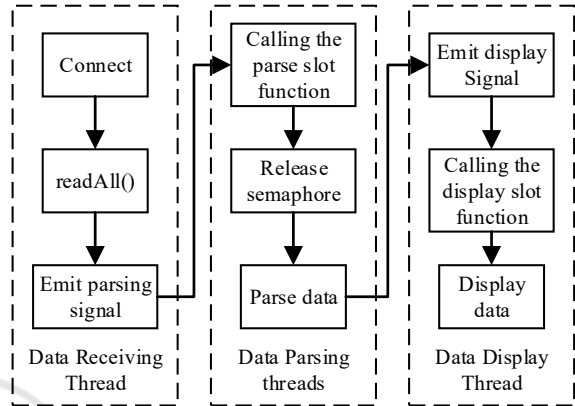 Connect
readAll()
Emit parsing
signal
Data Receiving
Thread
Calling the
parse slot
function
Release
semaphore
Parse data
Data Parsing
threads
Emit display
Signal
Calling the
display slot
function
Display
data
Data Display
Thread